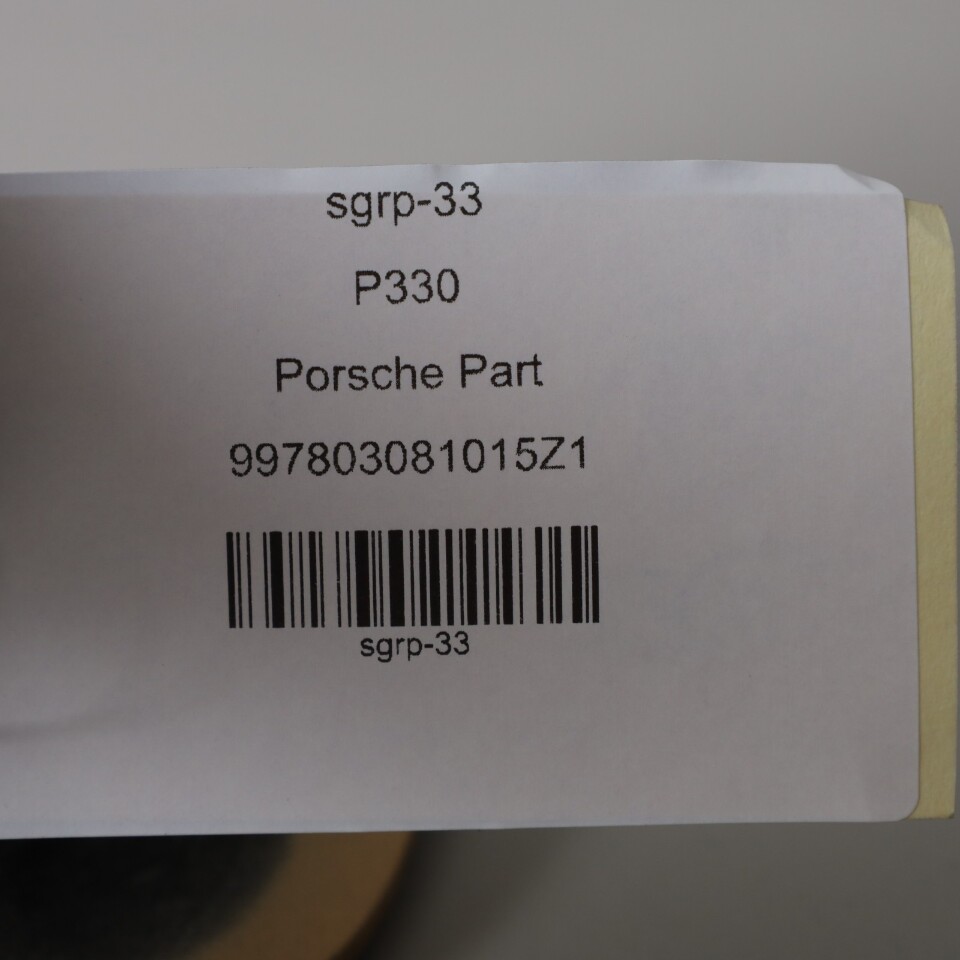 sgrp-33
P330
Porsche Part
997803081015Z1
sgrp-33